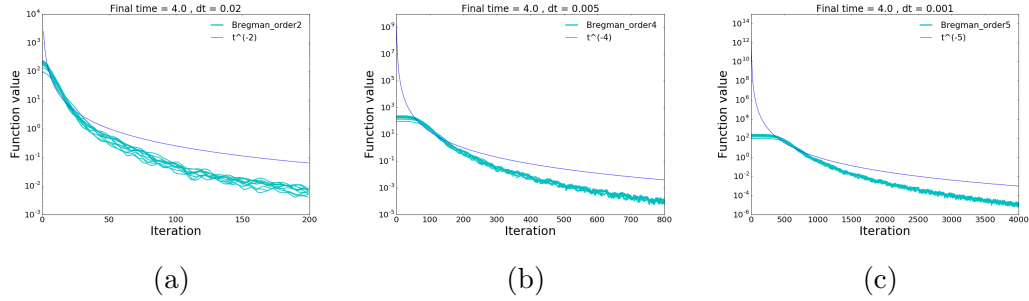 Final time = 4.0 , dt = 0.02
Bregman_order2
t^(-2)
10^4
10^3
10^2
10^1
10^0
10^-1
10^-2
10^-3
Function value
0 50 100 150 200
Iteration
(a)
Final time = 4.0 , dt = 0.005
Bregman_order4
t^(-4)
10^9
10^7
10^5
10^3
10^1
10^-1
10^-3
10^-5
Function value
0 100 200 300 400 500 600 700 800
Iteration
(b)
Final time = 4.0 , dt = 0.001
Bregman_order5
t^(-5)
10^14
10^12
10^10
10^8
10^6
10^4
10^2
10^0
10^-2
10^-4
10^-6
Function value
0 500 1000 1500 2000 2500 3000 3500 4000
Iteration
(c)